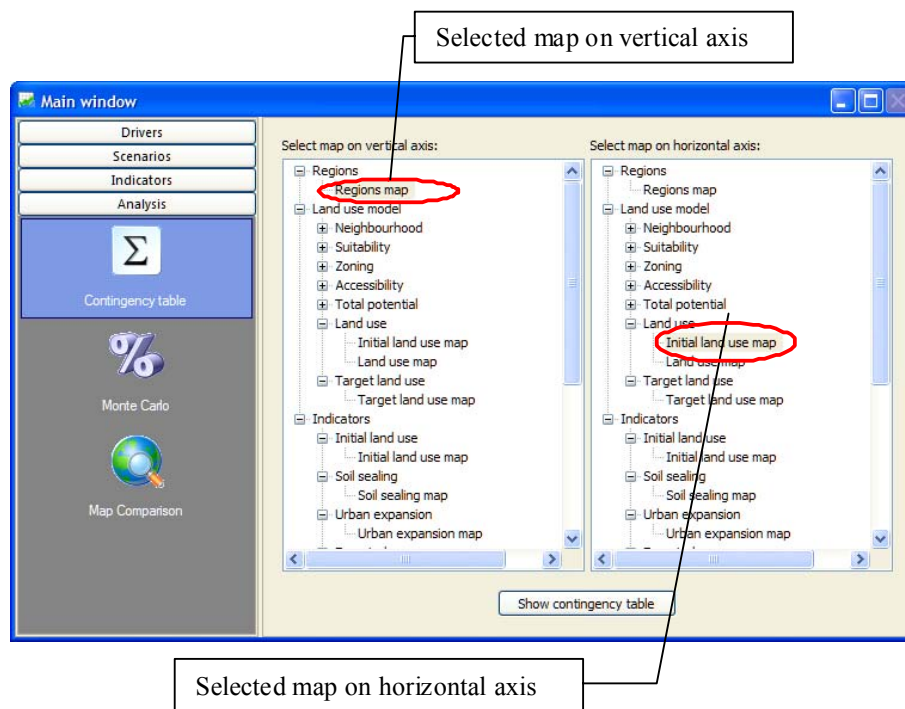 Selected map on vertical axis
Main window
Drivers
Scenarios
Indicators
Analysis
Σ
Contingency table
%
Monte Carlo
Map Comparison
Select map on vertical axis:
Regions
Regions map
Land use model
Neighbourhood
Suitability
Zoning
Accessibility
Total potential
Land use
Initial land use map
Land use map
Target land use
Target land use map
Indicators
Initial land use
Initial land use map
Soil sealing
Soil sealing map
Urban expansion
Urban expansion map
Select map on horizontal axis:
Regions
Regions map
Land use model
Neighbourhood
Suitability
Zoning
Accessibility
Total potential
Land use
Initial land use map
Land use map
Target land use
Target land use map
Indicators
Initial land use
Initial land use map
Soil sealing
Soil sealing map
Urban expansion
Urban expansion map
Show contingency table
Selected map on horizontal axis